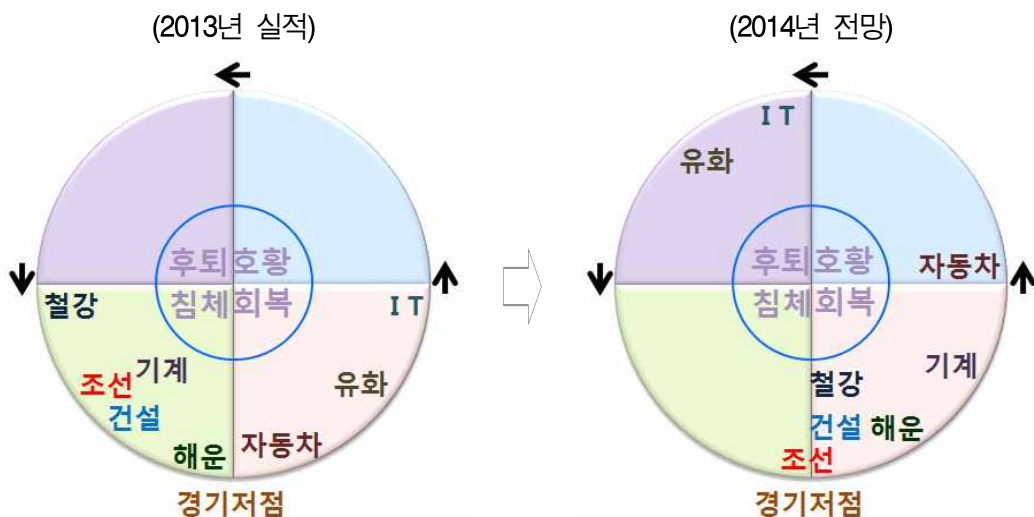 (2013년 실적)
후퇴 호황
침체 회복
철강
I T
기계
조선
유화
건설
자동차
해운
경기저점
(2014년 전망)
I T
유화
후퇴 호황
자동차
침체 회복
기계
철강
건설 해운
조선
경기저점